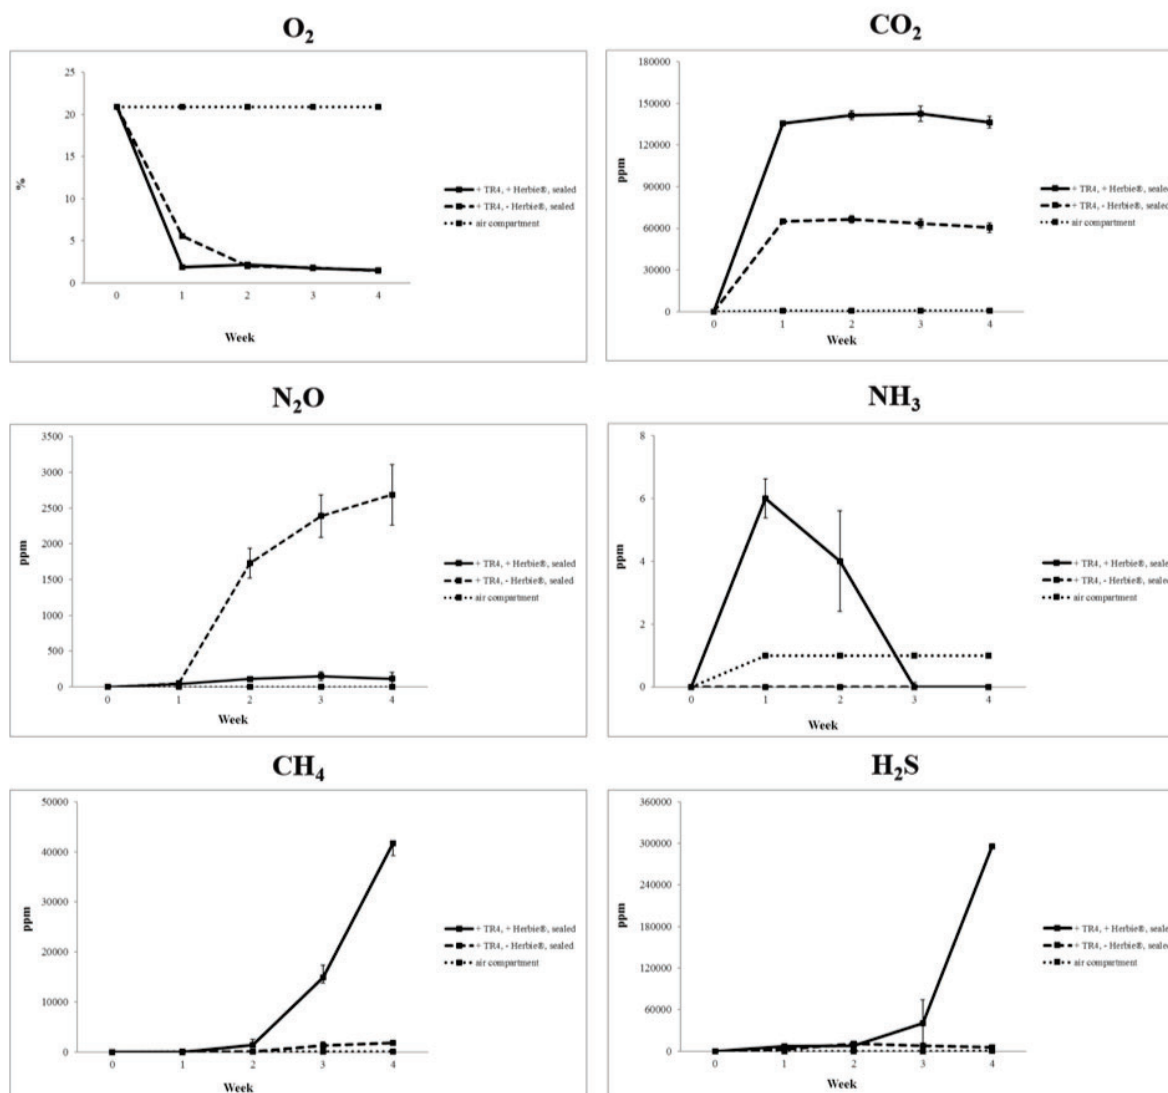 O₂
25
20
15
10
5
0
%
0 1 2 3 4
Week
+ TR4, + Herbie®, sealed
+ TR4, - Herbie®, sealed
air compartment
CO₂
180000
150000
120000
90000
60000
30000
0
ppm
0 1 2 3 4
Week
+ TR4, + Herbie®, sealed
+ TR4, - Herbie®, sealed
air compartment
N₂O
3500
3000
2500
2000
1500
1000
500
0
ppm
0 1 2 3 4
Week
+ TR4, + Herbie®, sealed
+ TR4, - Herbie®, sealed
air compartment
NH₃
8
6
4
2
0
ppm
0 1 2 3 4
Week
+ TR4, + Herbie®, sealed
+ TR4, - Herbie®, sealed
air compartment
CH₄
50000
40000
30000
20000
10000
0
ppm
0 1 2 3 4
Week
+ TR4, + Herbie®, sealed
+ TR4, - Herbie®, sealed
air compartment
H₂S
360000
300000
240000
180000
120000
60000
0
ppm
0 1 2 3 4
Week
+ TR4, + Herbie®, sealed
+ TR4, - Herbie®, sealed
air compartment